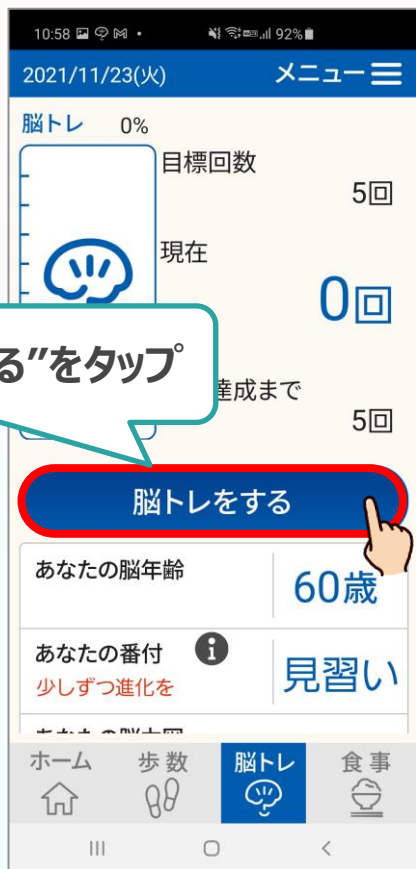 10:58 92%
2021/11/23(火) メニュー
脳トレ 0%
目標回数
5回
現在
0回
る”をタップ
達成まで
5回
脳トレをする
あなたの脳年齢
60歳
あなたの番付
見習い
少しずつ進化を
ホーム 歩数 脳トレ 食事